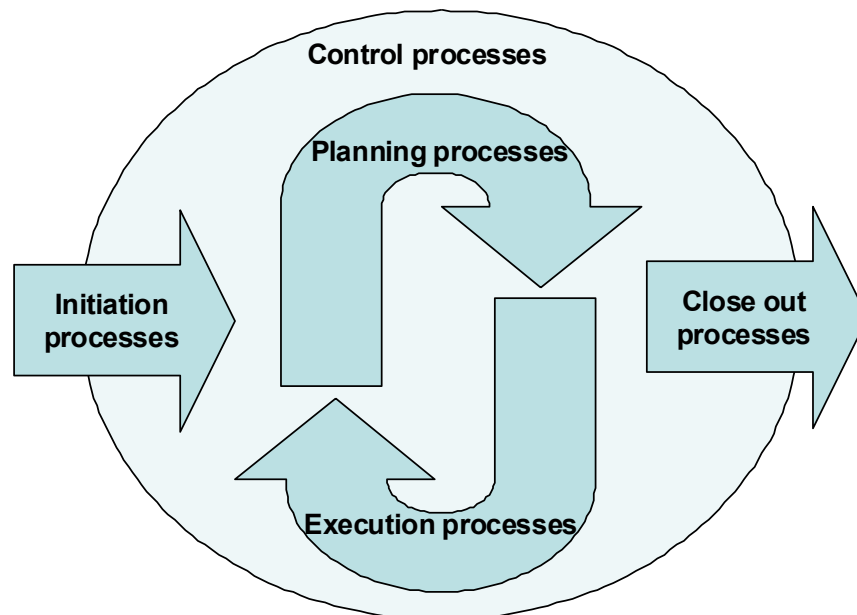 Control processes
Planning processes
Initiation
processes
Close out
processes
Execution processes